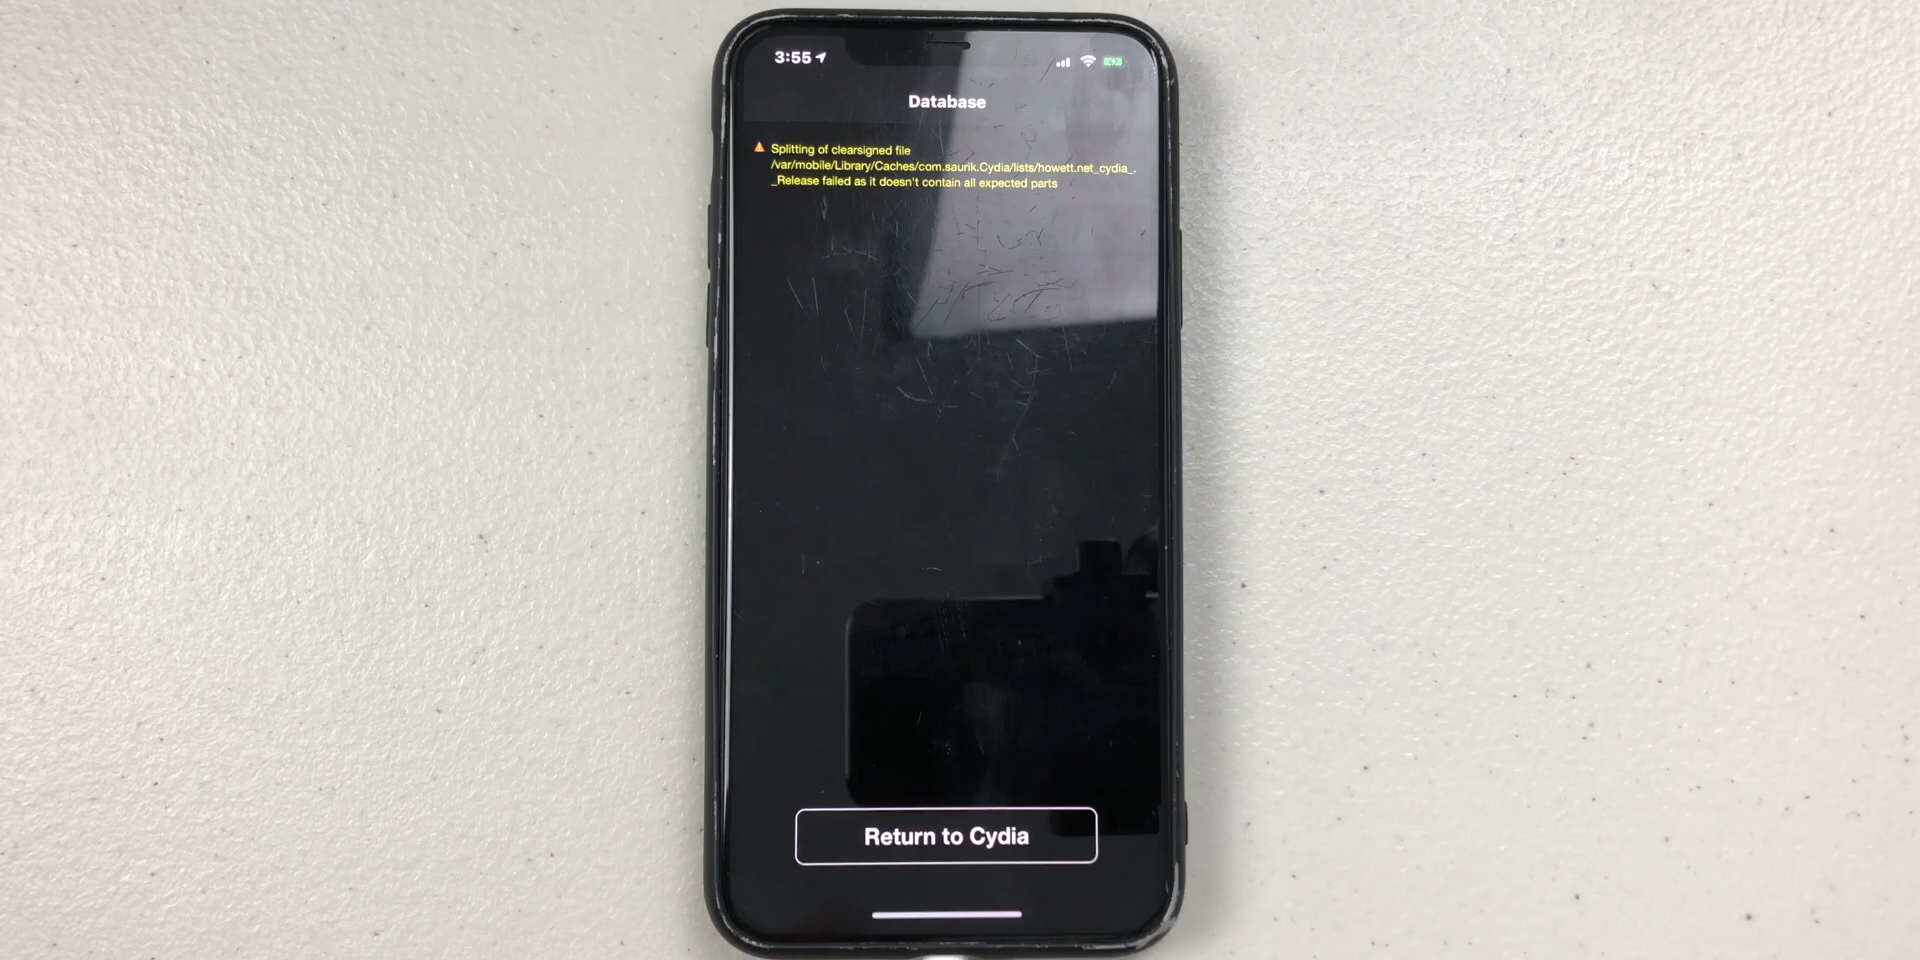 3:55
Database
Splitting of clearsigned file
/var/mobile/Library/Caches/com.saurik.Cydia/lists/howett.net_cydia_.
_Release failed as it doesn't contain all expected parts
Return to Cydia